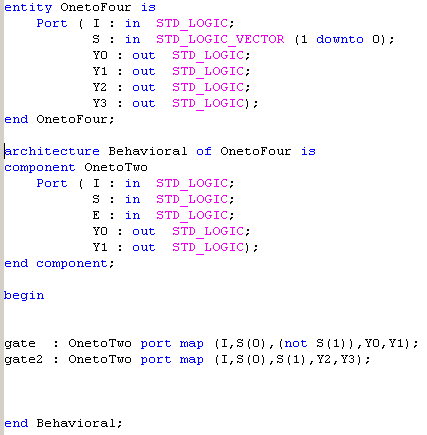 entity OnetoFour is
    Port ( I : in  STD_LOGIC;
           S : in  STD_LOGIC_VECTOR (1 downto 0);
           Y0 : out  STD_LOGIC;
           Y1 : out  STD_LOGIC;
           Y2 : out  STD_LOGIC;
           Y3 : out  STD_LOGIC);
end OnetoFour;

architecture Behavioral of OnetoFour is
component OnetoTwo
    Port ( I : in  STD_LOGIC;
           S : in  STD_LOGIC;
           E : in  STD_LOGIC;
           Y0 : out  STD_LOGIC;
           Y1 : out  STD_LOGIC);
end component;

begin

gate  : OnetoTwo port map (I,S(0),(not S(1)),Y0,Y1);
gate2 : OnetoTwo port map (I,S(0),S(1),Y2,Y3);

end Behavioral;